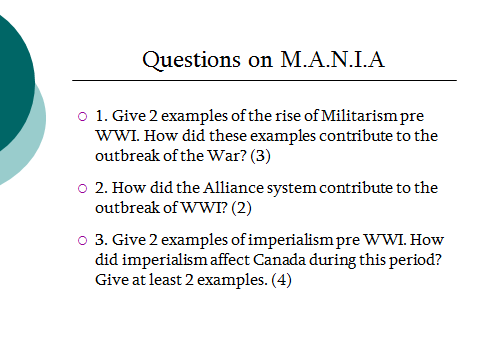 Questions on M.A.N.I.A
1. Give 2 examples of the rise of Militarism pre
WWI. How did these examples contribute to the
outbreak of the War? (3)
2. How did the Alliance system contribute to the
outbreak of WWI? (2)
3. Give 2 examples of imperialism pre WWI. How
did imperialism affect Canada during this period?
Give at least 2 examples. (4)